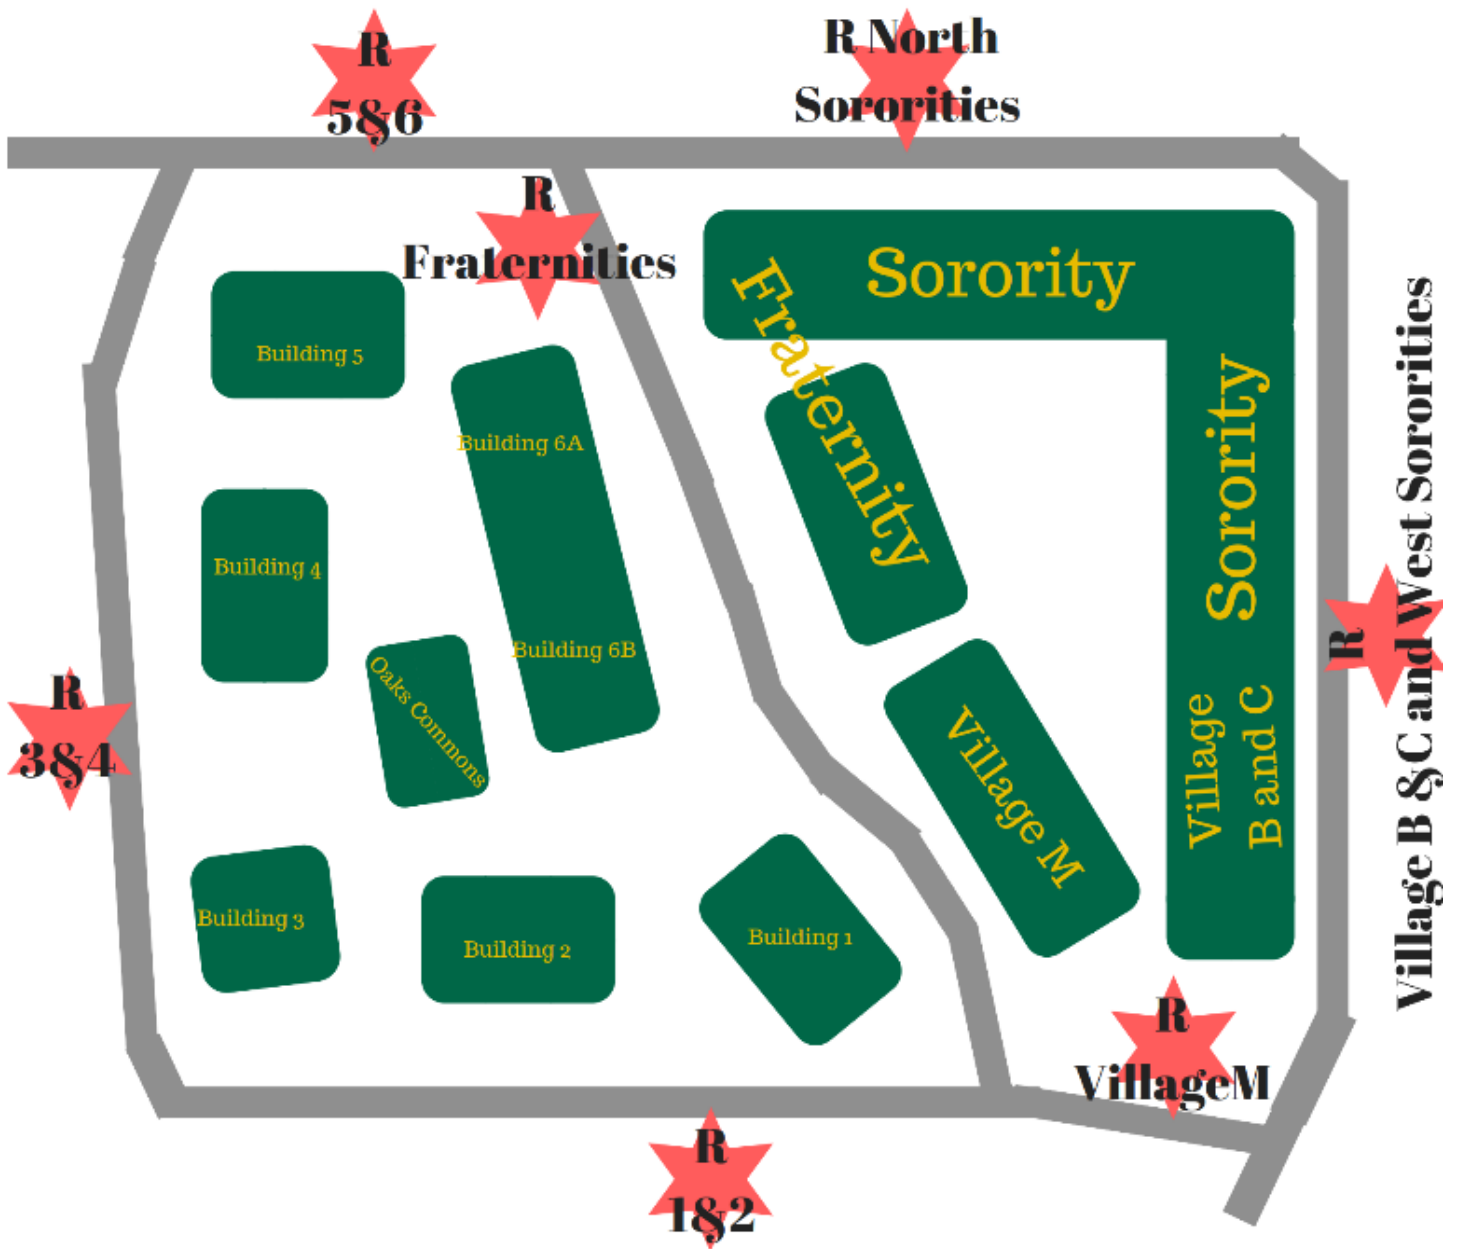 R
5&6
R North
Sororities
R
Fraternities
Sorority
Fraternity
Building 5
Building 6A
Sorority
Building 4
Building 6B
Oaks Commons
R
3&4
Village M
Village
B and C
R
Village B &C and West Sororities
Building 3
Building 2
Building 1
R
VillageM
R
1&2